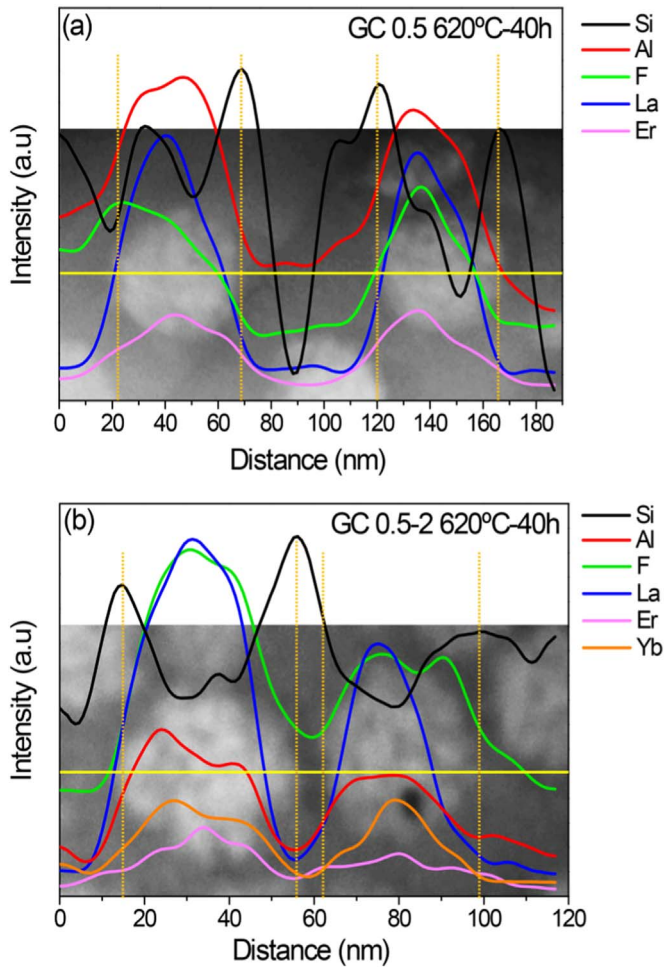 (a) GC 0.5 620ºC-40h
Si
Al
F
La
Er
Intensity (a.u)
0 20 40 60 80 100 120 140 160 180
Distance (nm)
(b) GC 0.5-2 620ºC-40h
Si
Al
F
La
Er
Yb
Intensity (a.u)
0 20 40 60 80 100 120
Distance (nm)